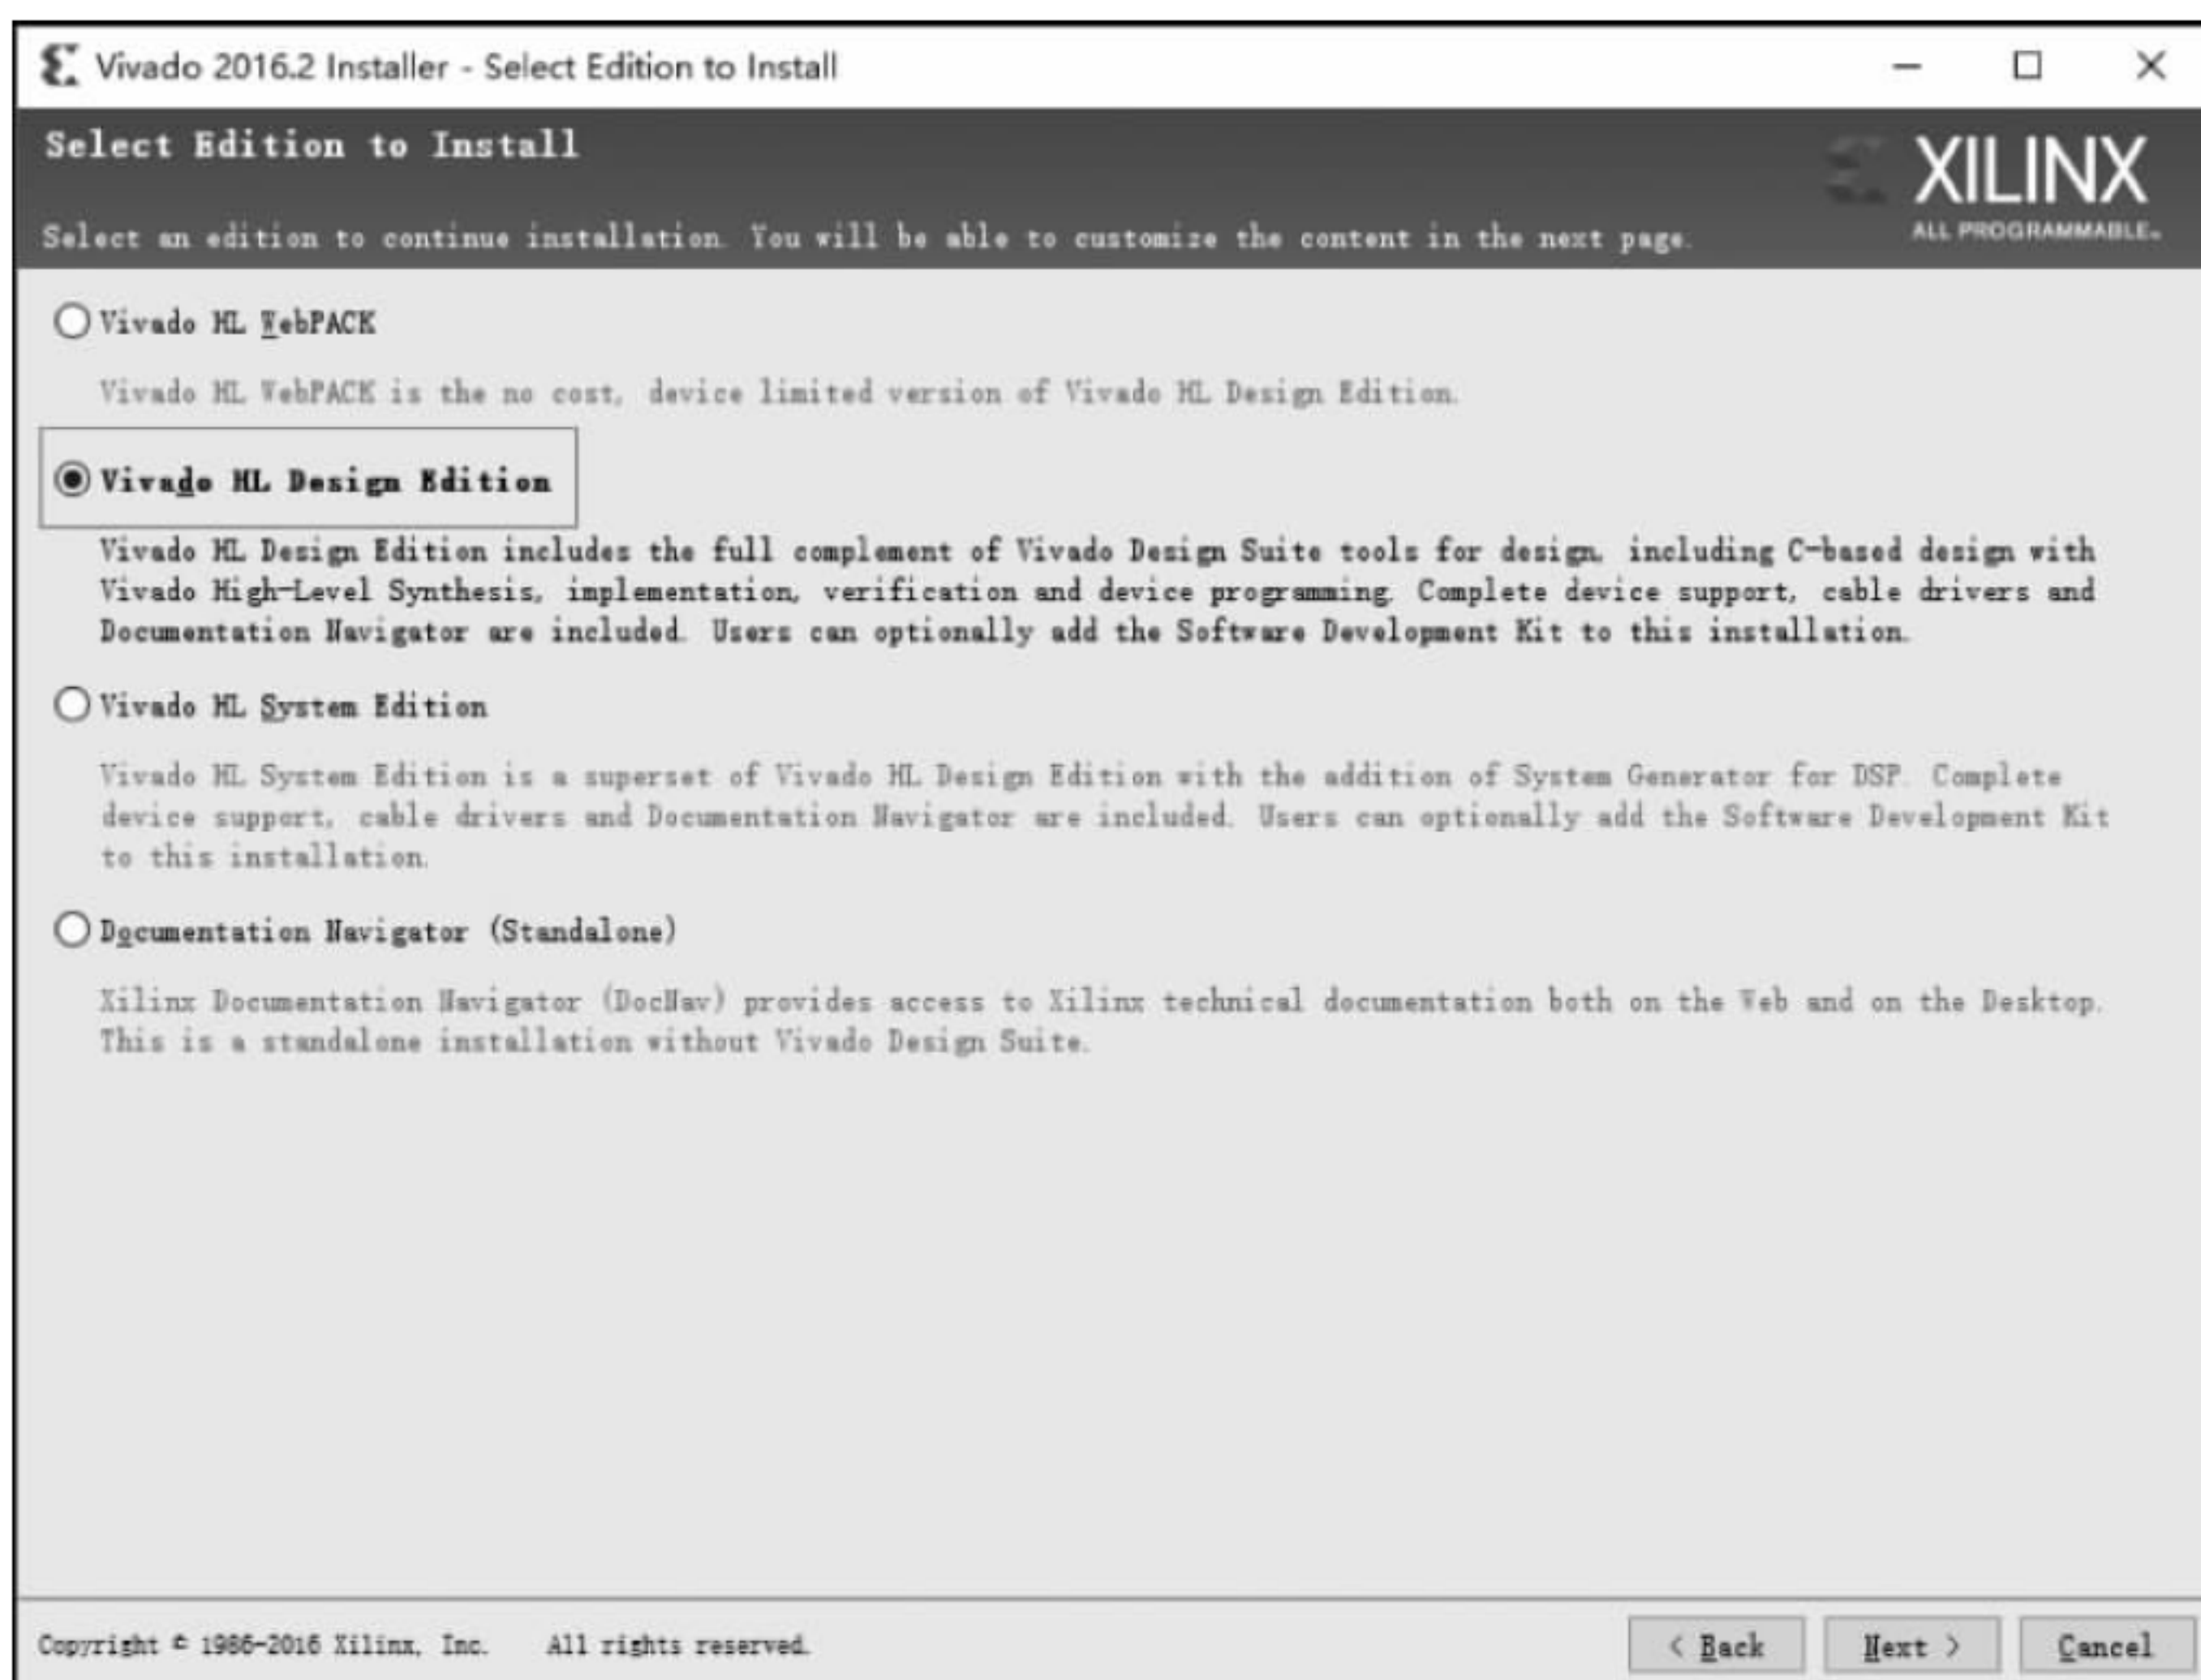 Vivado 2016.2 Installer - Select Edition to Install
Select Edition to Install
XILINX
ALL PROGRAMMABLE™
Select an edition to continue installation. You will be able to customize the content in the next page.
Vivado HL WebPACK
Vivado HL WebPACK is the no cost, device limited version of Vivado HL Design Edition.
Vivado HL Design Edition
Vivado HL Design Edition includes the full complement of Vivado Design Suite tools for design, including C-based design with
Vivado High-Level Synthesis, implementation, verification and device programming. Complete device support, cable drivers and
Documentation Navigator are included. Users can optionally add the Software Development Kit to this installation.
Vivado HL System Edition
Vivado HL System Edition is a superset of Vivado HL Design Edition with the addition of System Generator for DSP. Complete
device support, cable drivers and Documentation Navigator are included. Users can optionally add the Software Development Kit
to this installation.
Documentation Navigator (Standalone)
Xilinx Documentation Navigator (DocNav) provides access to Xilinx technical documentation both on the Web and on the Desktop.
This is a standalone installation without Vivado Design Suite.
Copyright © 1986-2016 Xilinx, Inc. All rights reserved.
< Back Next > Cancel